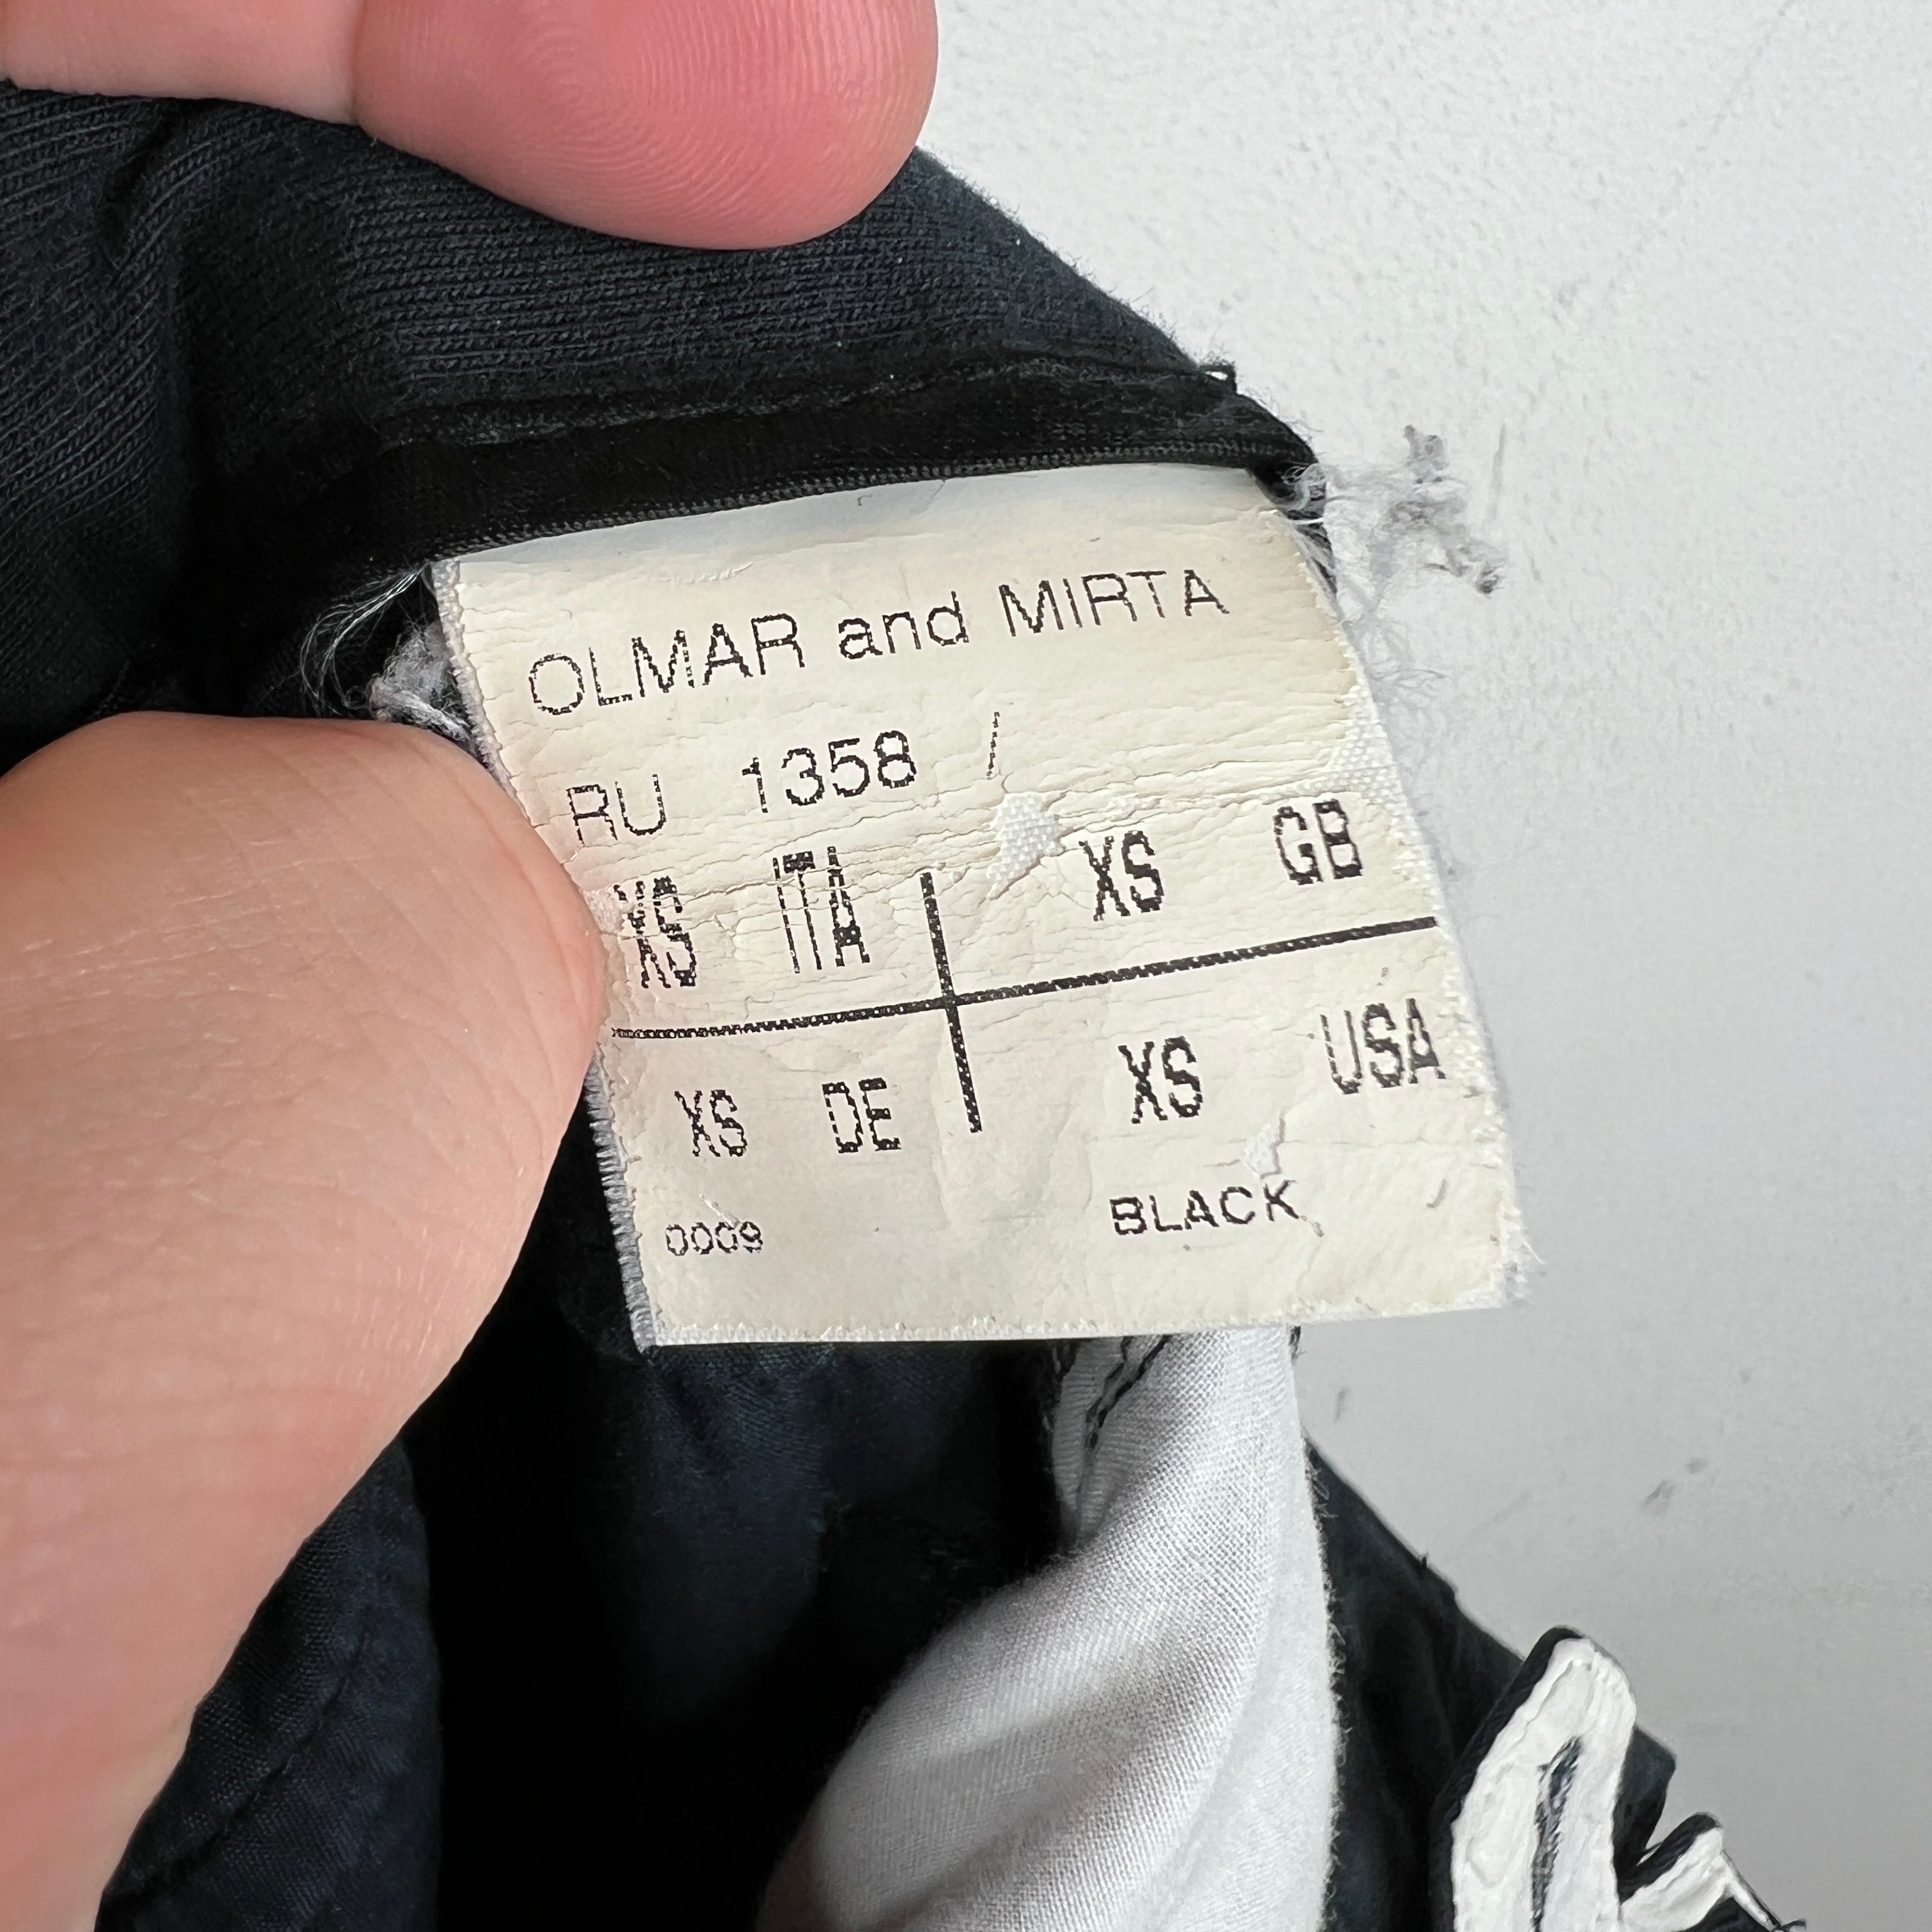 OLMAR and MIRTA
RU 1358 /
XS ITA XS GB
XS DE XS USA
0009 BLACK